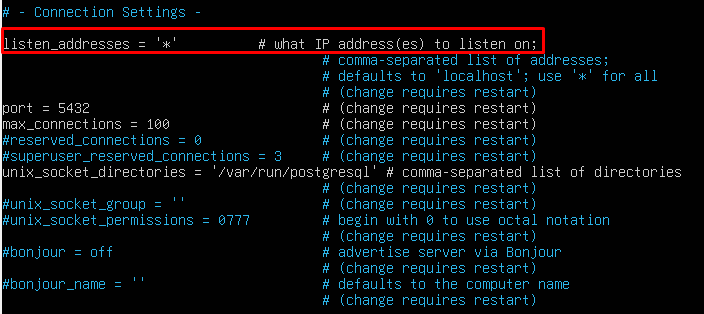 # - Connection Settings -
listen_addresses = '*' # what IP address(es) to listen on;
# comma-separated list of addresses;
# defaults to 'localhost'; use '*' for all
# (change requires restart)
port = 5432 # (change requires restart)
max_connections = 100 # (change requires restart)
#reserved_connections = 0 # (change requires restart)
#superuser_reserved_connections = 3 # (change requires restart)
unix_socket_directories = '/var/run/postgresql' # comma-separated list of directories
# (change requires restart)
#unix_socket_group = '' # (change requires restart)
#unix_socket_permissions = 0777 # begin with 0 to use octal notation
# (change requires restart)
#bonjour = off # advertise server via Bonjour
# (change requires restart)
#bonjour_name = '' # defaults to the computer name
# (change requires restart)